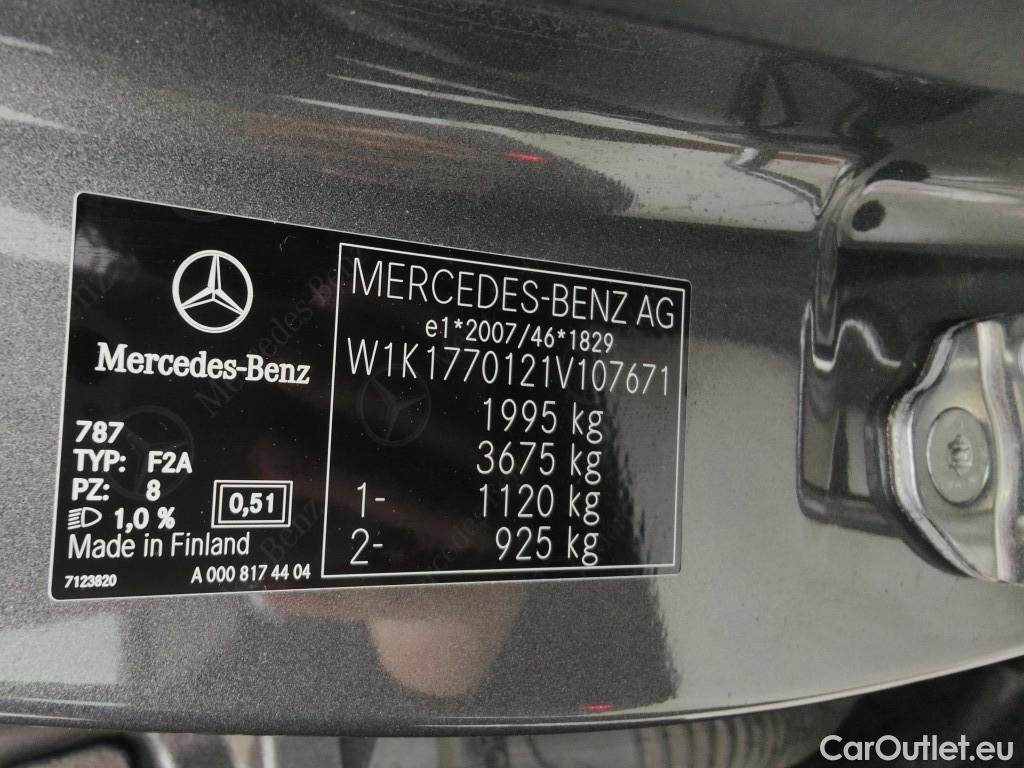 Mercedes-Benz
787
TYP: F2A
PZ: 8
1,0 % 0,51
Made in Finland
7123820 A 000 817 44 04
MERCEDES-BENZ AG
e1*2007/46*1829
W1K1770121V107671
1995 kg
3675 kg
1- 1120 kg
2- 925 kg
CarOutlet.eu